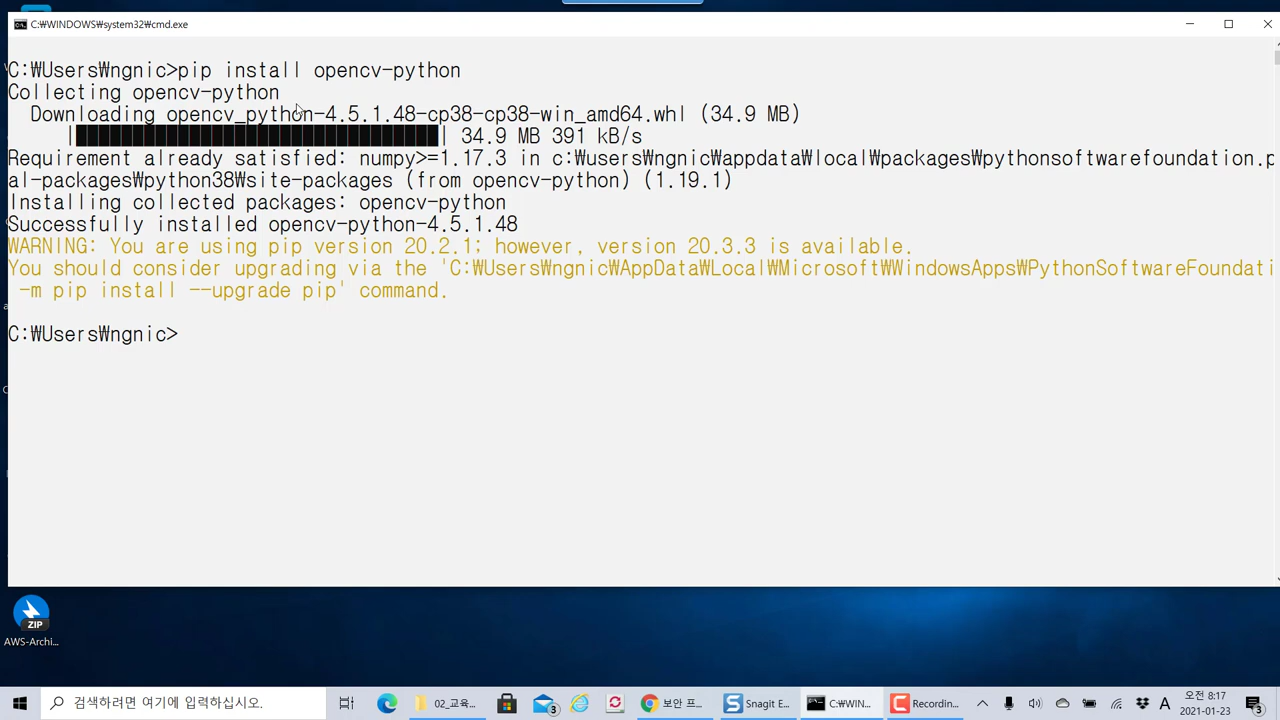 C:₩WINDOWS₩system32₩cmd.exe
C:₩Users₩ngnic>pip install opencv-python
Collecting opencv-python
Downloading opencv_python-4.5.1.48-cp38-cp38-win_amd64.whl (34.9 MB)
|████████████████████████████████| 34.9 MB 391 kB/s
Requirement already satisfied: numpy>=1.17.3 in c:₩users₩ngnic₩appdata₩local₩packages₩pythonsoftwarefoundation.p
al-packages₩python38₩site-packages (from opencv-python) (1.19.1)
Installing collected packages: opencv-python
Successfully installed opencv-python-4.5.1.48
WARNING: You are using pip version 20.2.1; however, version 20.3.3 is available.
You should consider upgrading via the 'C:₩Users₩ngnic₩AppData₩Local₩Microsoft₩WindowsApps₩PythonSoftwareFoundati
-m pip install --upgrade pip' command.
C:₩Users₩ngnic>
ZIP
AWS-Archi...
검색하려면 여기에 입력하십시오.
02_교육...
3
보안 프...
Snagit E...
C:₩WIN...
Recordin...
A
오전 8:17
2021-01-23
3